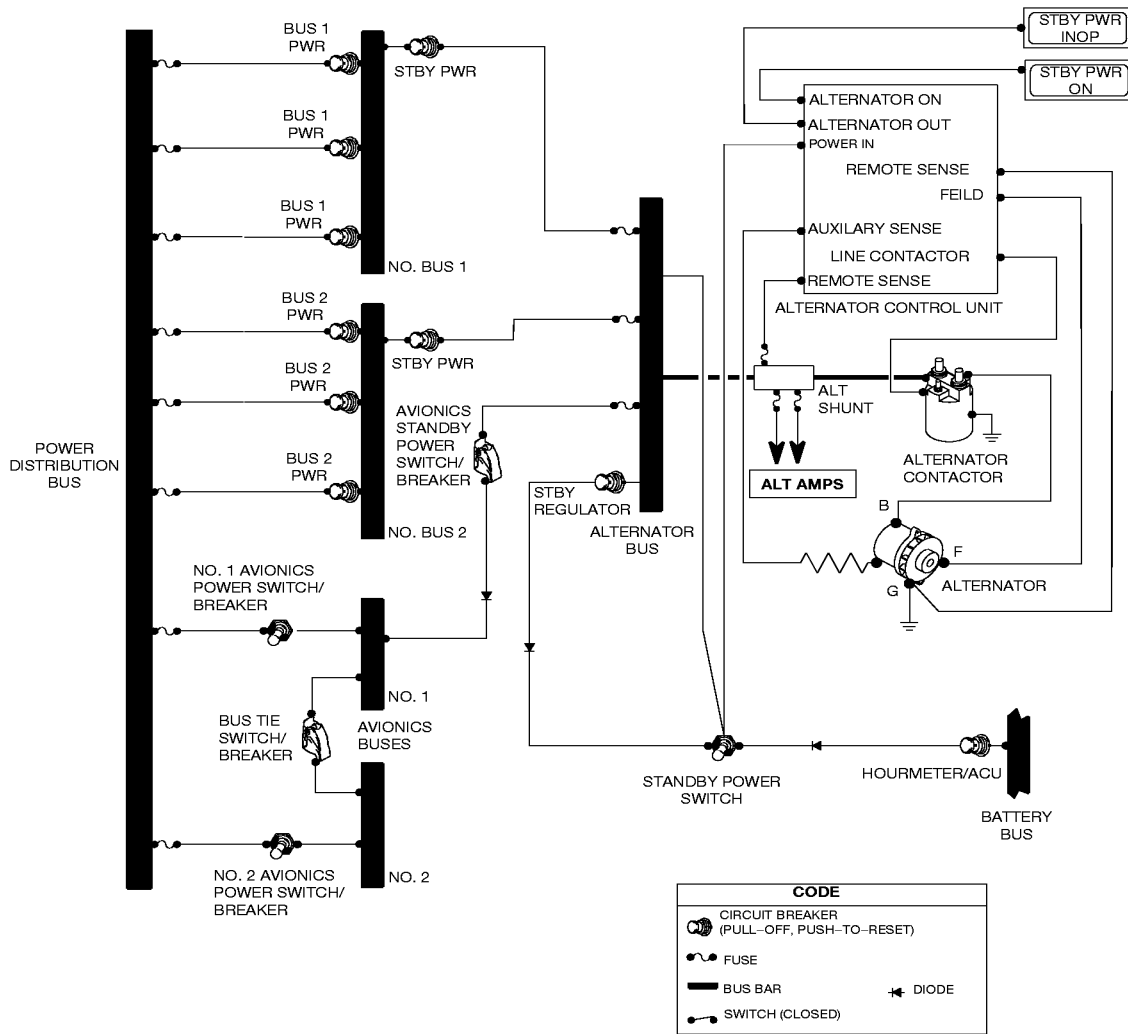 BUS 1
PWR
STBY PWR
BUS 1
PWR
BUS 1
PWR
NO. BUS 1
BUS 2
PWR
STBY PWR
BUS 2
PWR
BUS 2
PWR
NO. BUS 2
POWER
DISTRIBUTION
BUS
AVIONICS
STANDBY
POWER
SWITCH/
BREAKER
NO. 1 AVIONICS
POWER SWITCH/
BREAKER
NO. 1
AVIONICS
BUSES
BUS TIE
SWITCH/
BREAKER
NO. 2
NO. 2 AVIONICS
POWER SWITCH/
BREAKER
STBY
REGULATOR
ALTERNATOR
BUS
STBY PWR
INOP
STBY PWR
ON
ALTERNATOR ON
ALTERNATOR OUT
POWER IN
REMOTE SENSE
FEILD
AUXILARY SENSE
LINE CONTACTOR
REMOTE SENSE
ALTERNATOR CONTROL UNIT
ALT
SHUNT
ALT AMPS
ALTERNATOR
CONTACTOR
B
F
G
ALTERNATOR
STANDBY POWER
SWITCH
HOURMETER/ACU
BATTERY
BUS
CODE
CIRCUIT BREAKER
(PULL–OFF, PUSH–TO–RESET)
FUSE
BUS BAR
DIODE
SWITCH (CLOSED)